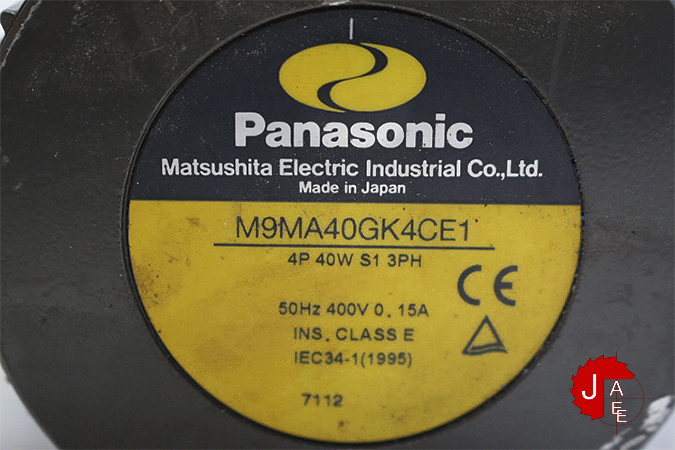 Panasonic
Matsushita Electric Industrial Co.,Ltd.
Made in Japan
M9MA40GK4CE1
4P 40W S1 3PH
CE
50Hz 400V 0.15A
INS. CLASS E
IEC34-1(1995)
7112
J A
E
E